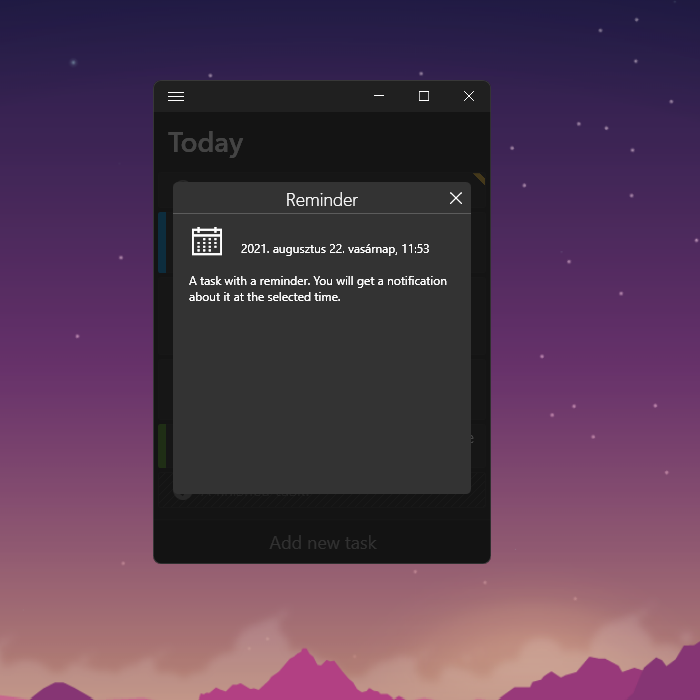 Today
Reminder
2021. augusztus 22. vasárnap, 11:53
A task with a reminder. You will get a notification
about it at the selected time.
Add new task